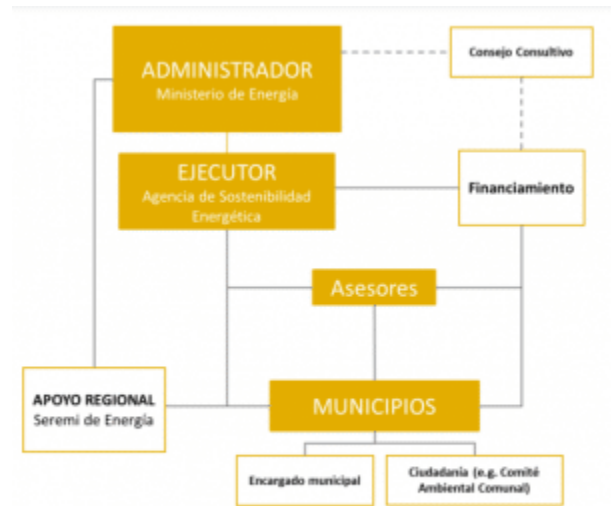 ADMINISTRADOR
Ministerio de Energía
Consejo Consultivo
EJECUTOR
Agencia de Sostenibilidad
Energética
Financiamiento
Asesores
APOYO REGIONAL
Seremi de Energía
MUNICIPIOS
Encargado municipal
Ciudadanía (e.g. Comité
Ambiental Comunal)